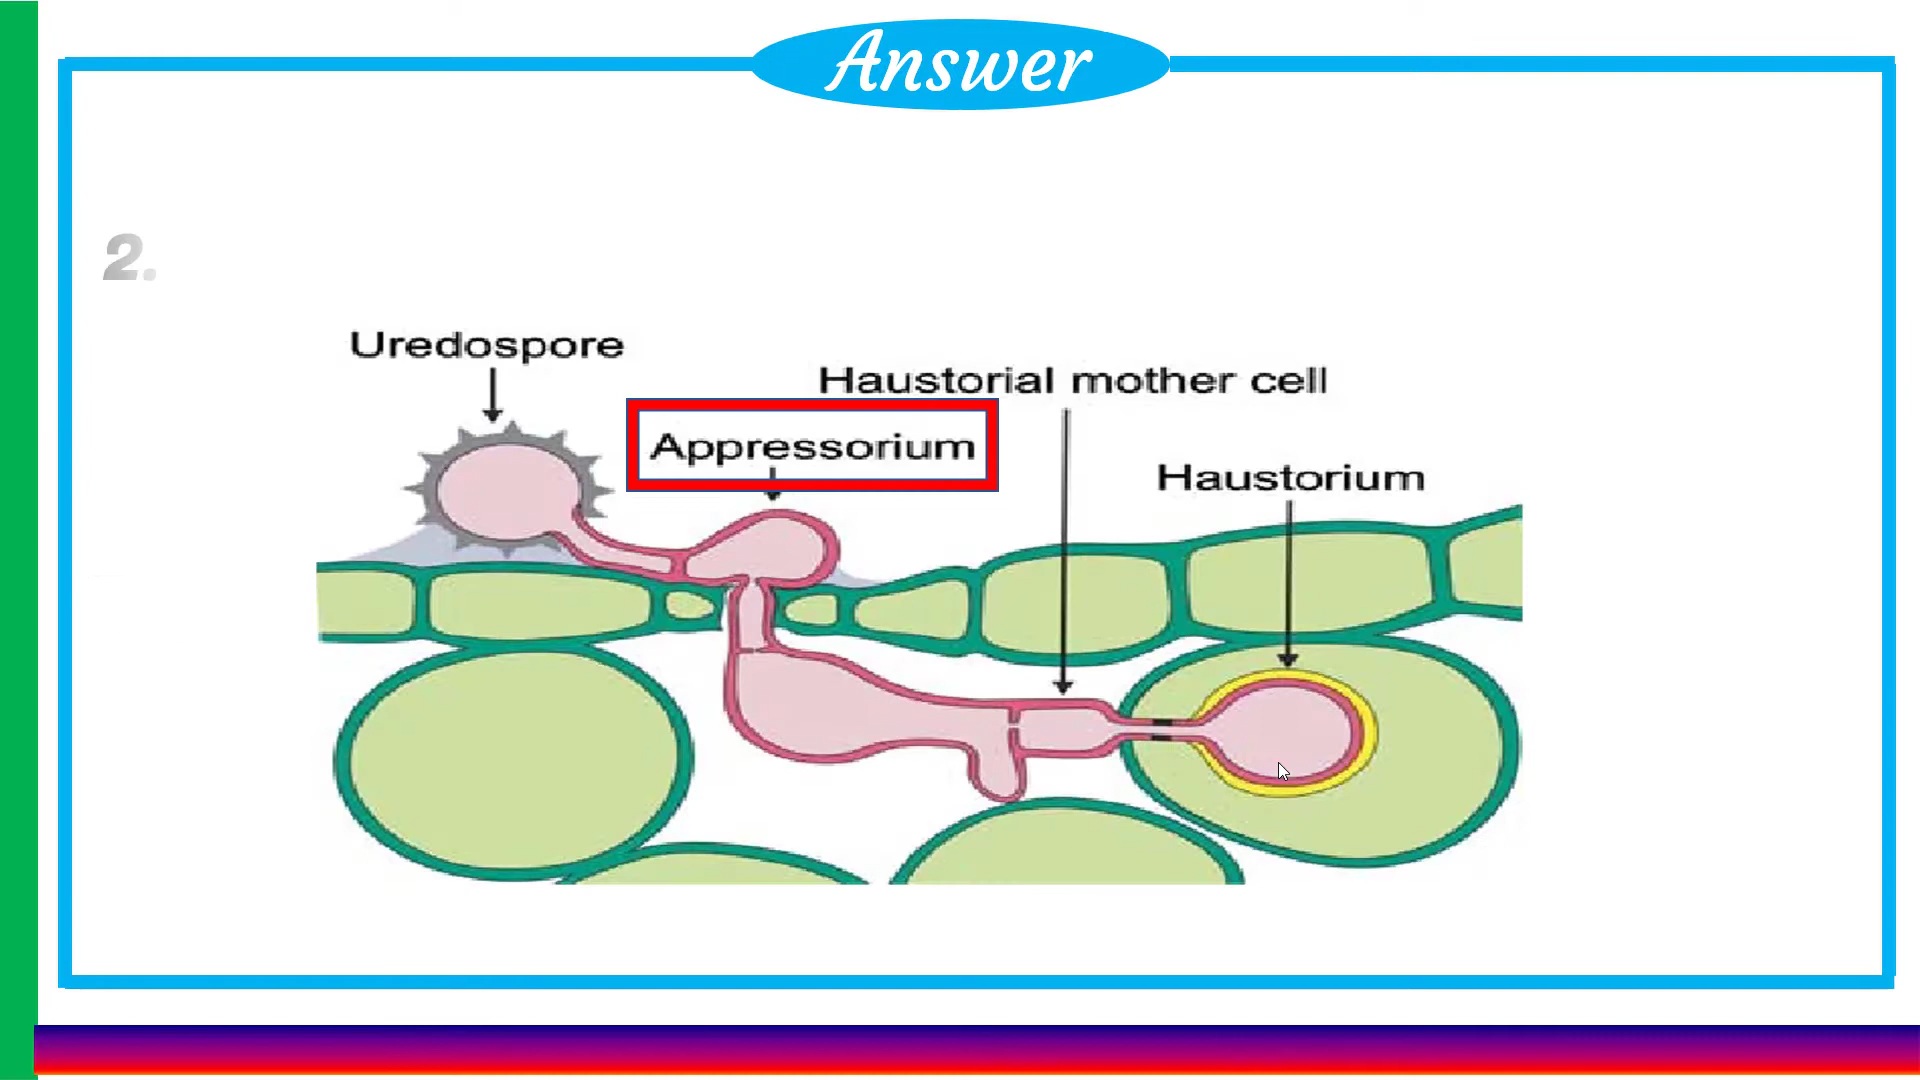 Answer
2.
Uredospore
Haustorial mother cell
Appressorium
Haustorium